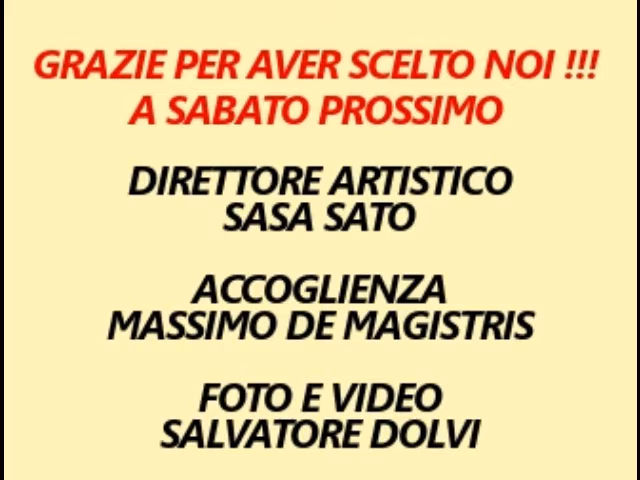 GRAZIE PER AVER SCELTO NOI !!!
A SABATO PROSSIMO
DIRETTORE ARTISTICO
SASA SATO
ACCOGLIENZA
MASSIMO DE MAGISTRIS
FOTO E VIDEO
SALVATORE DOLVI